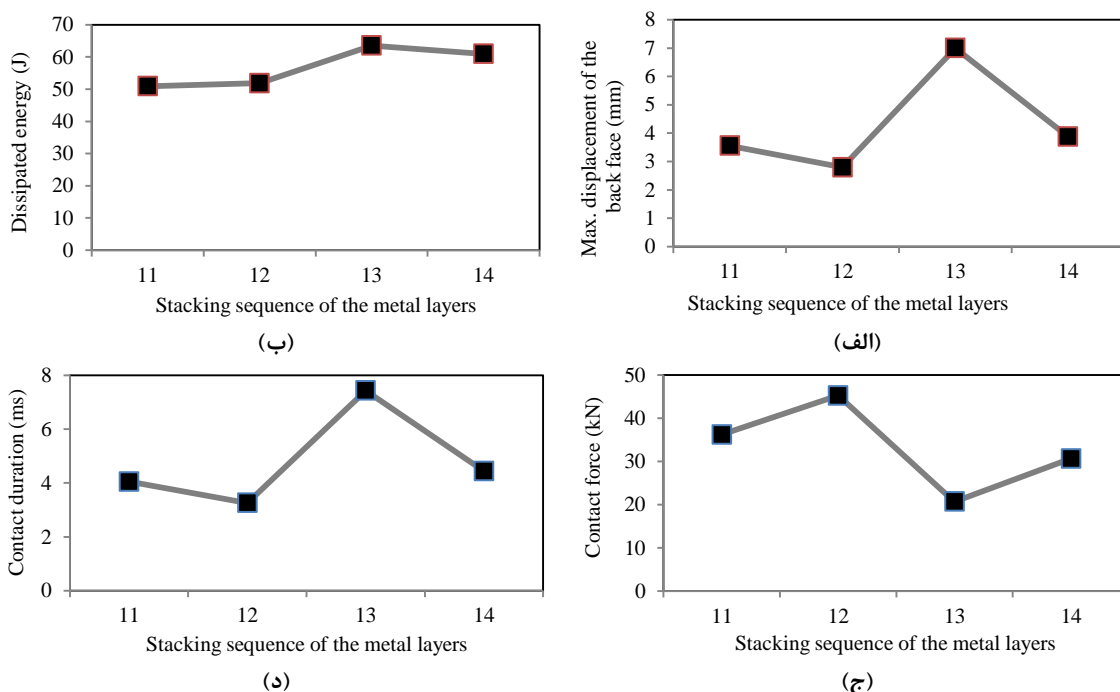 70
60
50
40
30
20
10
0
Dissipated energy (J)
11 12 13 14
Stacking sequence of the metal layers
(ب)
8
7
6
5
4
3
2
1
0
Max. displacement of the
back face (mm)
11 12 13 14
Stacking sequence of the metal layers
(الف)
8
6
4
2
0
Contact duration (ms)
11 12 13 14
Stacking sequence of the metal layers
(د)
50
40
30
20
10
0
Contact force (kN)
11 12 13 14
Stacking sequence of the metal layers
(ج)